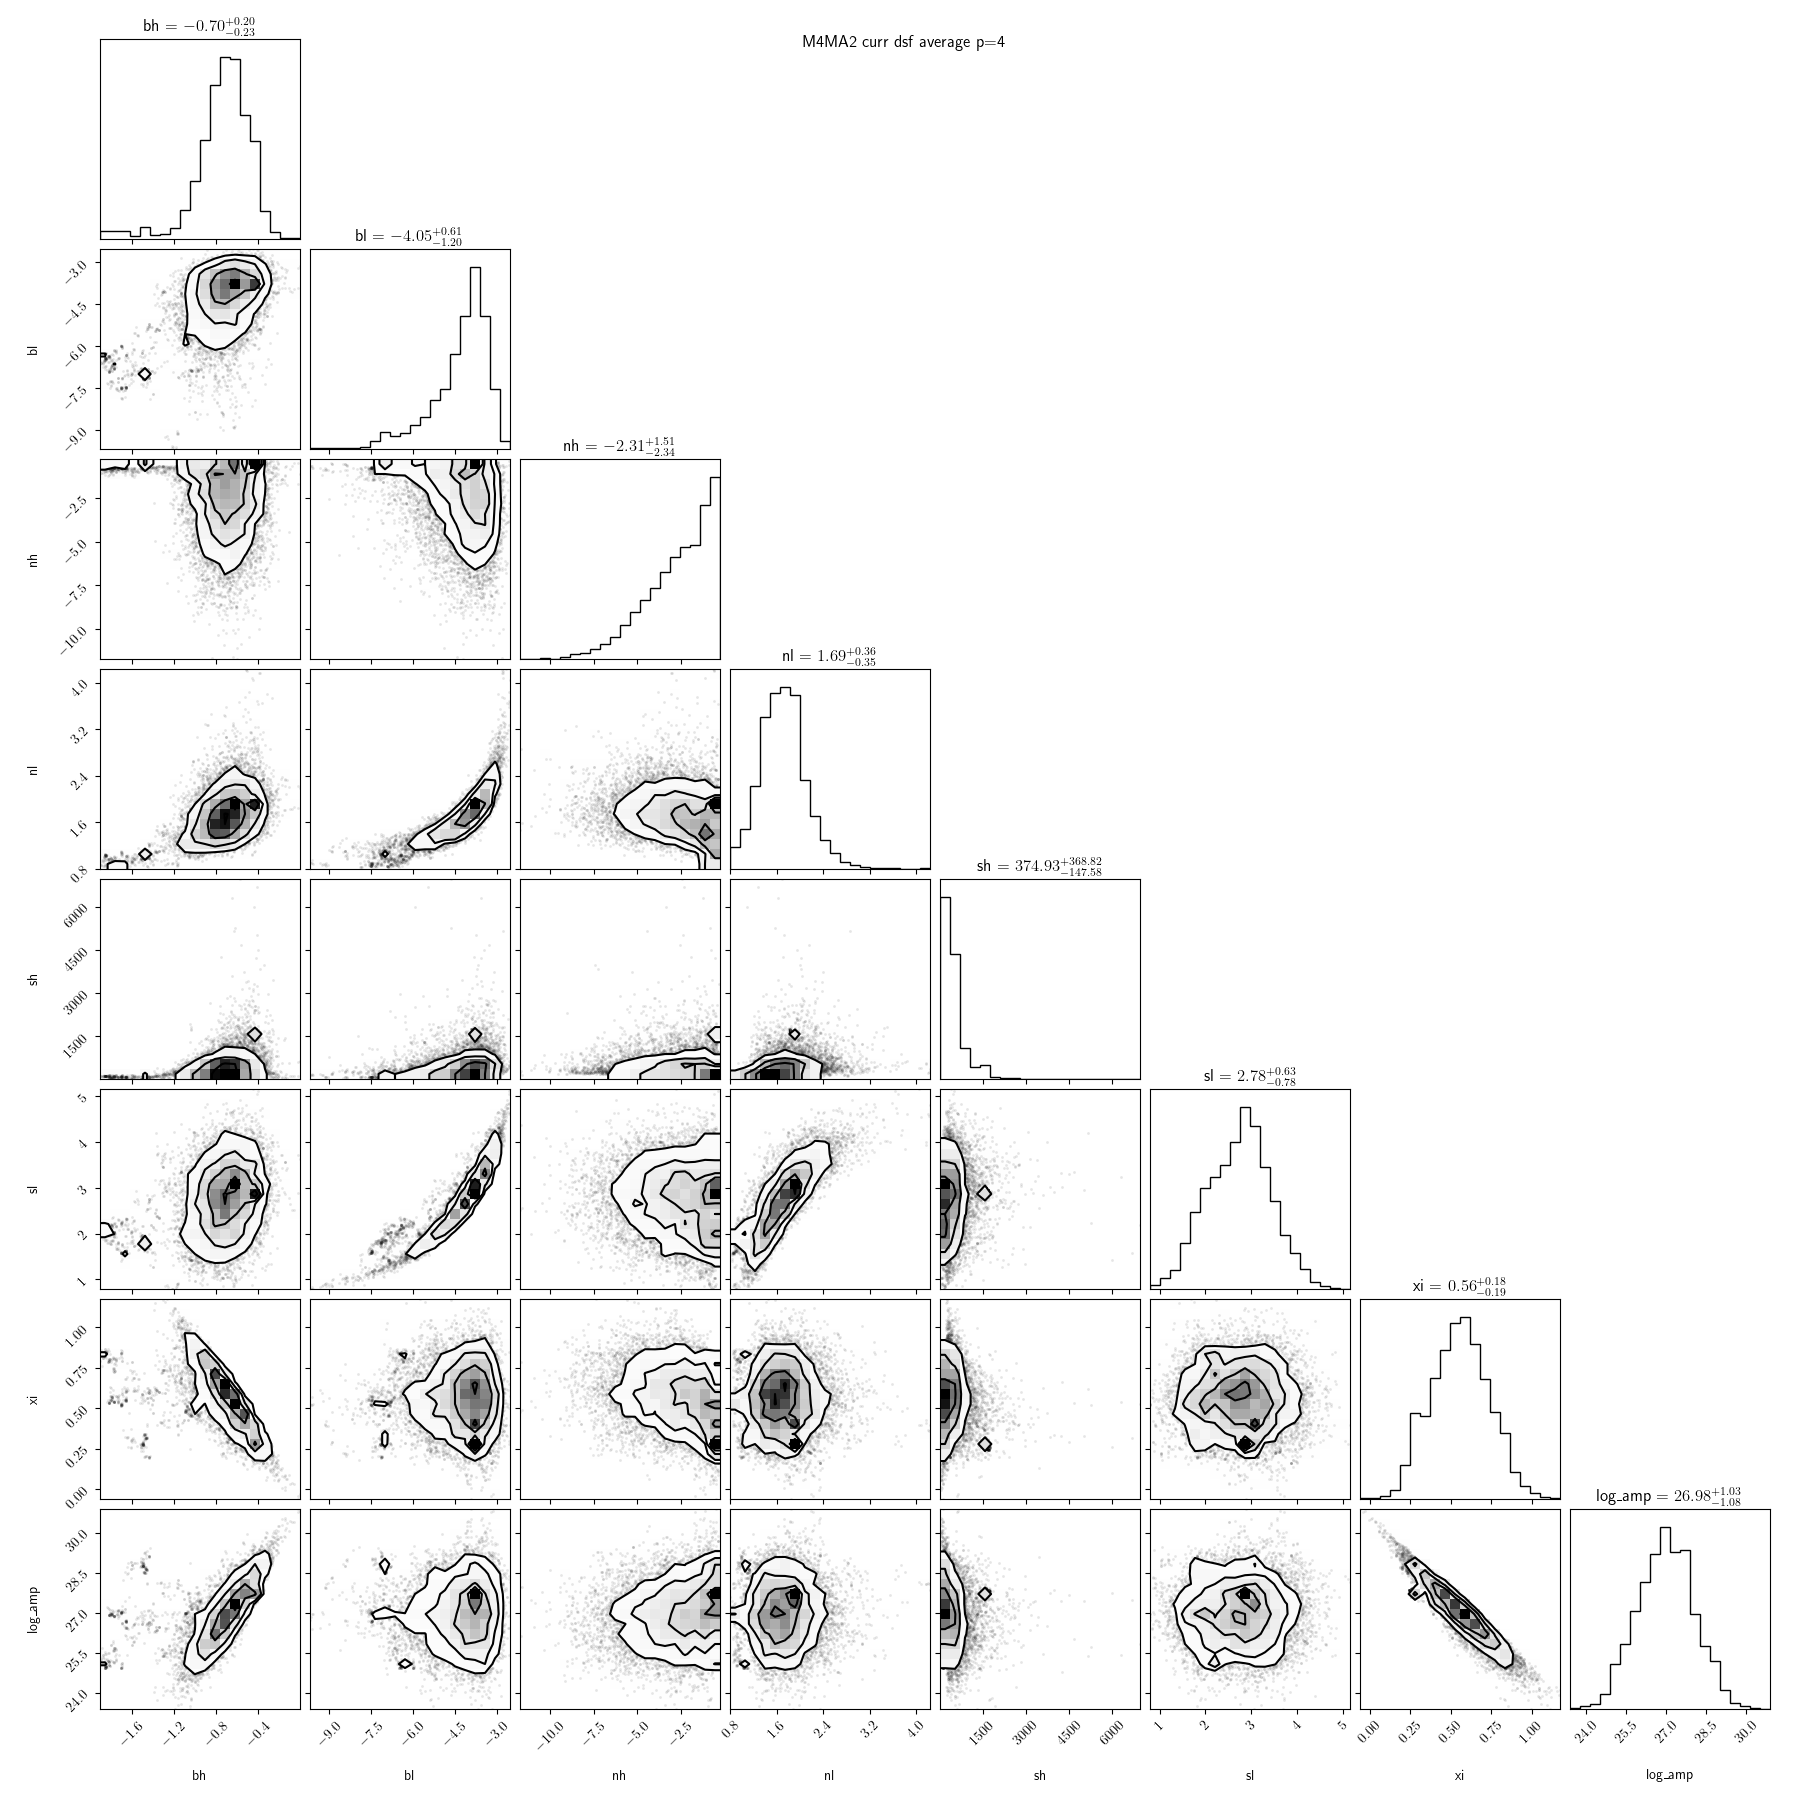 M4MA2 curr dsf average p=4
bh = −0.70 +0.20 −0.23
bl = −4.05 +0.61 −1.20
−3.0
−4.5
−6.0
−7.5
−9.0
bl
nh = −2.31 +1.51 −2.34
−2.5
−5.0
−7.5
−10.0
nh
nl = 1.69 +0.36 −0.35
4.0
3.2
2.4
1.6
0.8
nl
sh = 374.93 +368.82 −147.58
6000
4500
3000
1500
sh
sl = 2.78 +0.63 −0.78
5
4
3
2
1
sl
xi = 0.56 +0.18 −0.19
1.00
0.75
0.50
0.25
0.00
xi
log_amp = 26.98 +1.03 −1.08
30.0
28.5
27.0
25.5
24.0
log_amp
−1.6 −1.2 −0.8 −0.4
−9.0 −7.5 −6.0 −4.5 −3.0
−10.0 −7.5 −5.0 −2.5
0.8 1.6 2.4 3.2 4.0
1500 3000 4500 6000
1 2 3 4 5
0.00 0.25 0.50 0.75 1.00
24.0 25.5 27.0 28.5 30.0
bh bl nh nl sh sl xi log_amp